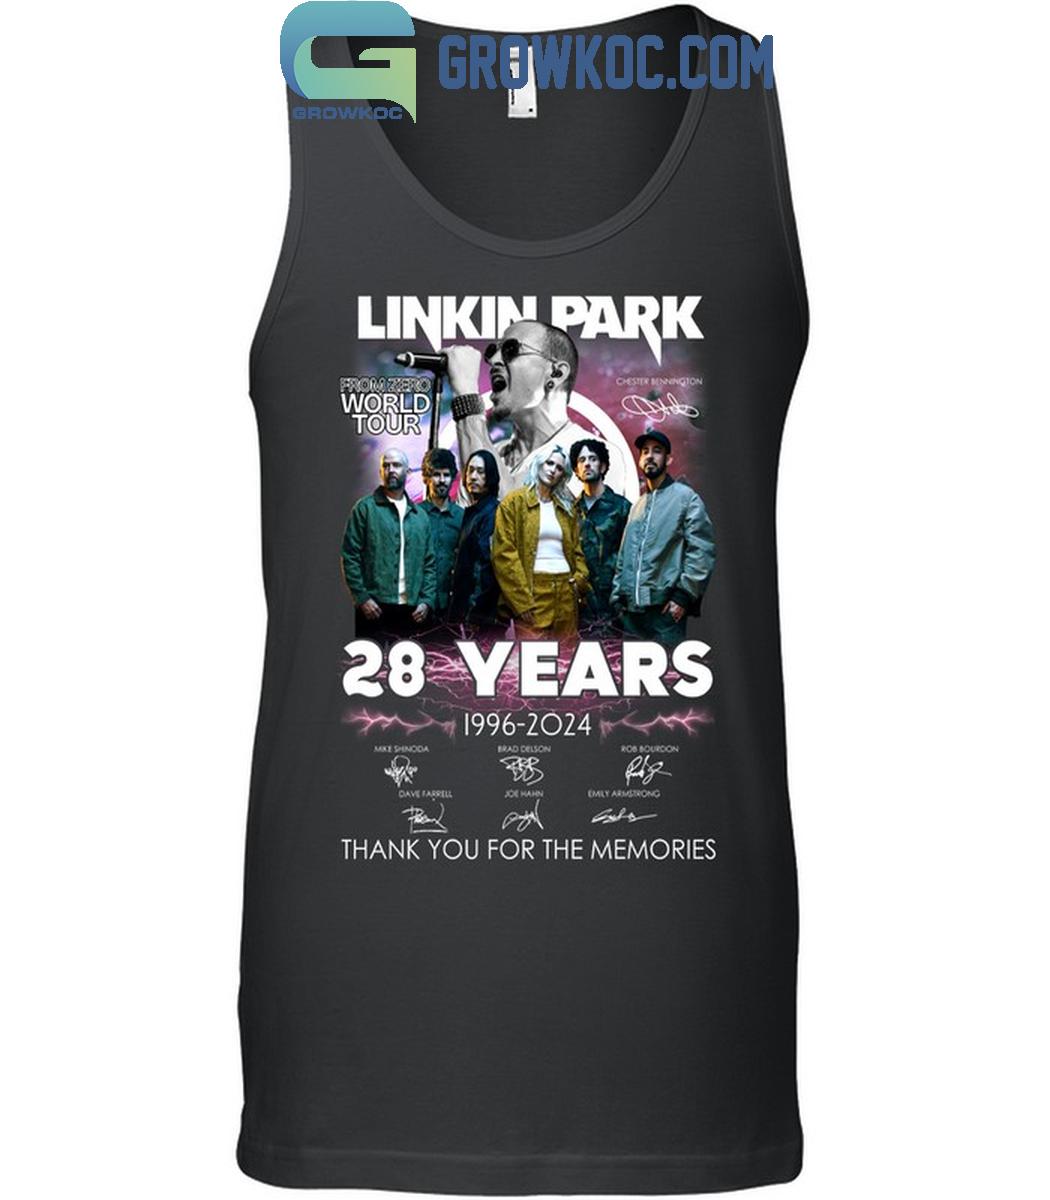 GROWKOC.COM
GROWKOC
LINKIN PARK
FROM ZERO
WORLD
TOUR
CHESTER BENNINGTON
28 YEARS
1996-2024
MIKE SHINODA BRAD DELSON ROB BOURDON
DAVE FARRELL JOE HAHN EMILY ARMSTRONG
THANK YOU FOR THE MEMORIES